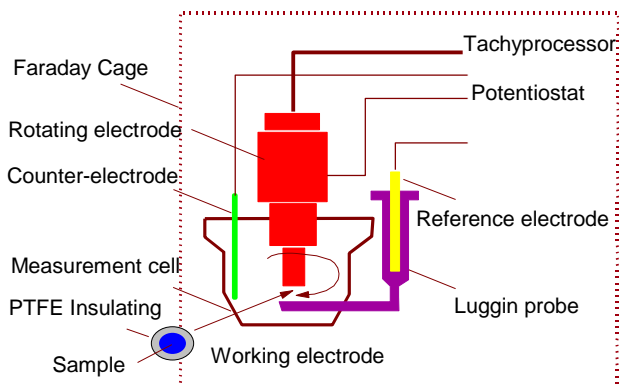 Tachyprocessor
Faraday Cage
Potentiostat
Rotating electrode
Counter-electrode
Reference electrode
Measurement cell
PTFE Insulating
Luggin probe
Sample
Working electrode